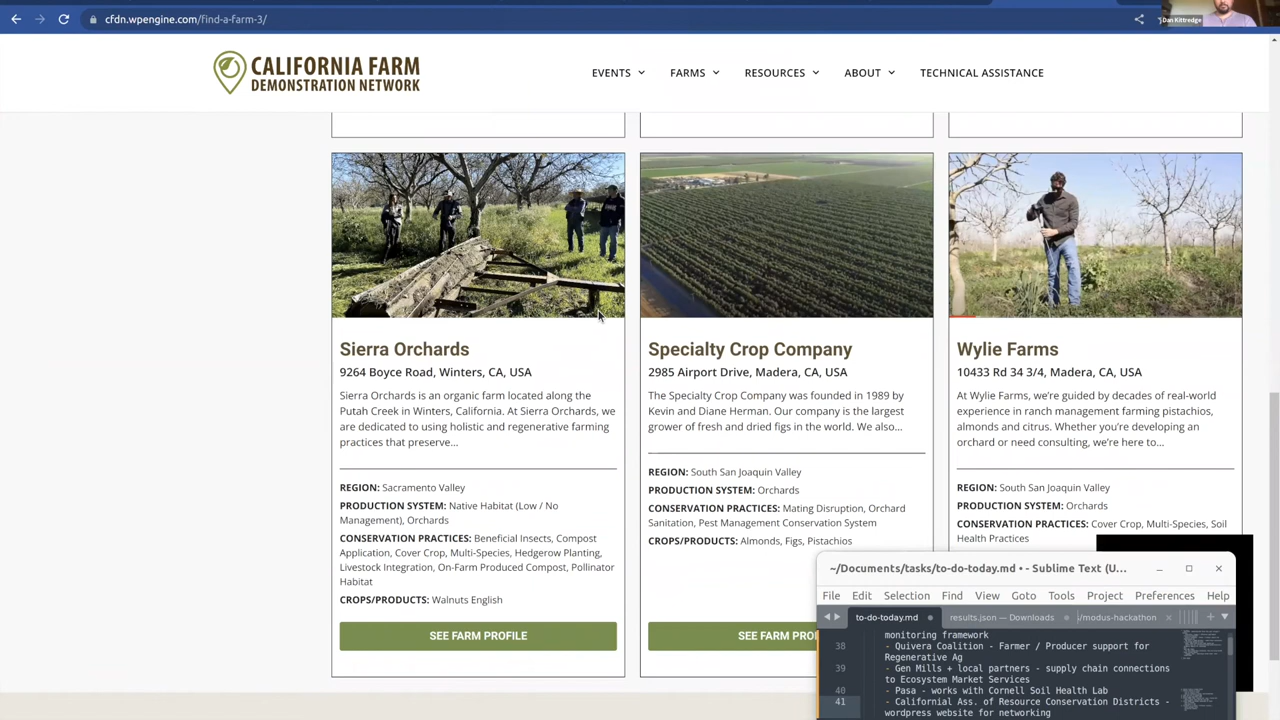 cfdn.wpengine.com/find-a-farm-3/
Dan Kittredge
CALIFORNIA FARM
DEMONSTRATION NETWORK
EVENTS
FARMS
RESOURCES
ABOUT
TECHNICAL ASSISTANCE
Sierra Orchards
9264 Boyce Road, Winters, CA, USA
Sierra Orchards is an organic farm located along the
Putah Creek in Winters, California. At Sierra Orchards, we
are dedicated to using holistic and regenerative farming
practices that preserve...
REGION: Sacramento Valley
PRODUCTION SYSTEM: Native Habitat (Low / No
Management), Orchards
CONSERVATION PRACTICES: Beneficial Insects, Compost
Application, Cover Crop, Multi-Species, Hedgerow Planting,
Livestock Integration, On-Farm Produced Compost, Pollinator
Habitat
CROPS/PRODUCTS: Walnuts English
SEE FARM PROFILE
Specialty Crop Company
2985 Airport Drive, Madera, CA, USA
The Specialty Crop Company was founded in 1989 by
Kevin and Diane Herman. Our company is the largest
grower of fresh and dried figs in the world. We also...
REGION: South San Joaquin Valley
PRODUCTION SYSTEM: Orchards
CONSERVATION PRACTICES: Mating Disruption, Orchard
Sanitation, Pest Management Conservation System
CROPS/PRODUCTS: Almonds, Figs, Pistachios
SEE FARM PROF
Wylie Farms
10433 Rd 34 3/4, Madera, CA, USA
At Wylie Farms, we're guided by decades of real-world
experience in ranch management farming pistachios,
almonds and citrus. Whether you're developing an
orchard or need consulting, we're here to...
REGION: South San Joaquin Valley
PRODUCTION SYSTEM: Orchards
CONSERVATION PRACTICES: Cover Crop, Multi-Species, Soil
Health Practices
~/Documents/tasks/to-do-today.md • - Sublime Text (U...
File Edit Selection Find View Goto Tools Project Preferences Help
to-do-today.md
results.json — Downloads
/modus-hackathon
monitoring framework
38 - Quivera Coalition - Farmer / Producer support for
Regenerative Ag
39 - Gen Mills + local partners - supply chain connections
to Ecosystem Market Services
40 - Pasa - works with Cornell Soil Health Lab
41 - Californial Ass. of Resource Conservation Districts -
wordpress website for networking